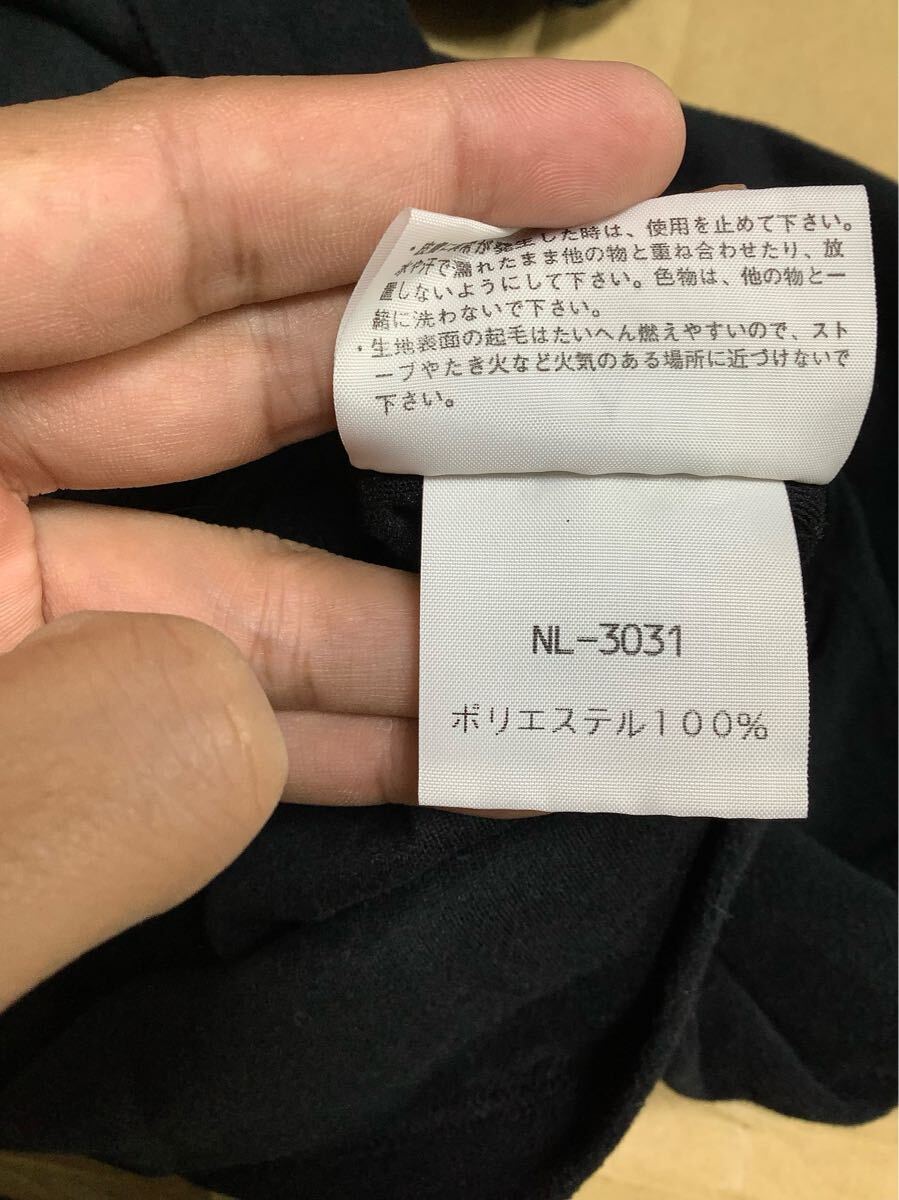 が発生した時は、使用を止めて下さい。
水や汗で濡れたまま他の物と重ね合わせたり、放
置しないようにして下さい。色物は、他の物と一
緒に洗わないで下さい。
・生地表面の起毛はたいへん燃えやすいので、スト
ーブやたき火など火気のある場所に近づけないで
下さい。
NL-3031
ポリエステル100%